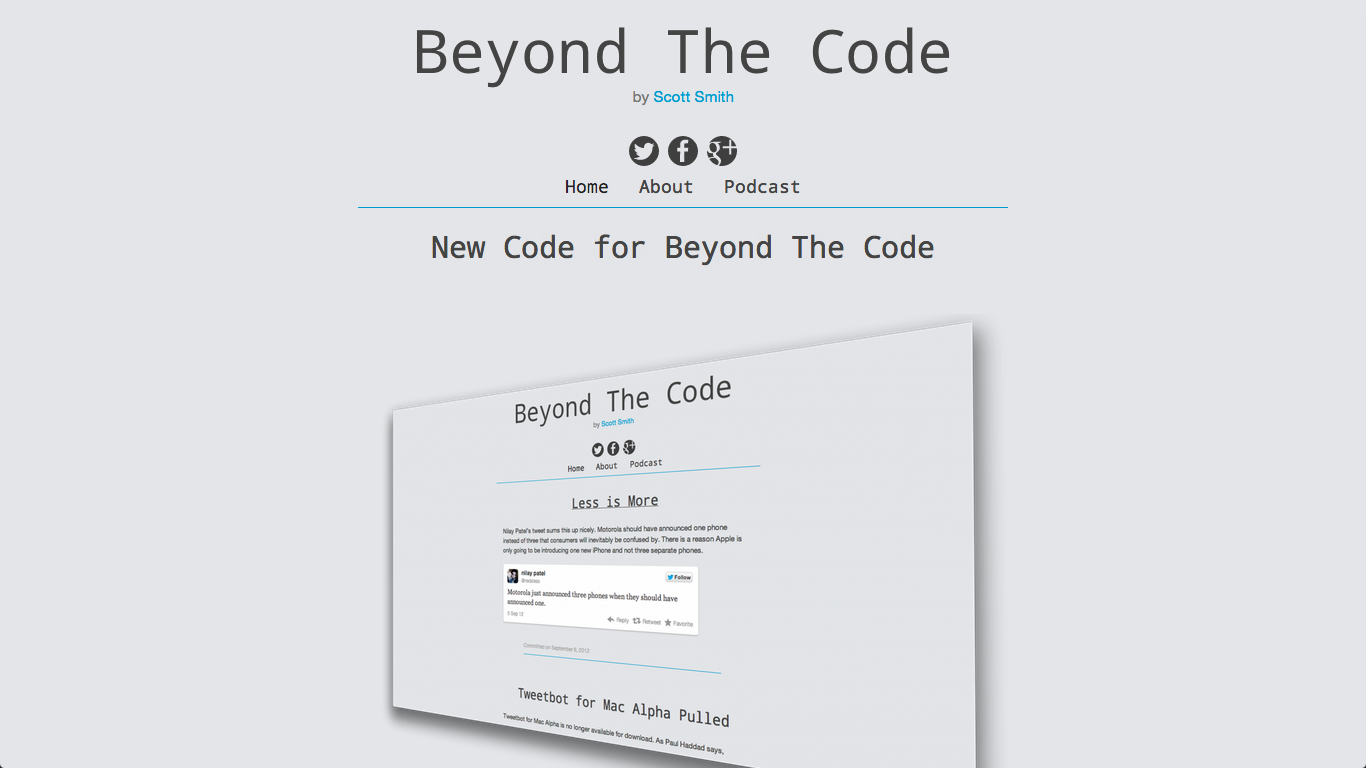 Beyond The Code
by Scott Smith
Home About Podcast
New Code for Beyond The Code
Beyond The Code
by Scott Smith
Home About Podcast
Less is More
Nilay Patel's tweet sums this up nicely. Motorola should have announced one phone
instead of three that consumers will inevitably be confused by. There is a reason Apple is
only going to be introducing one new iPhone and not three separate phones.
nilay patel
Follow
Motorola just announced three phones when they should have
announced one.
5 Sep 12
Reply Retweet Favorite
Committed on September 6, 2012
Tweetbot for Mac Alpha Pulled
Tweetbot for Mac Alpha is no longer available for download. As Paul Haddad says,